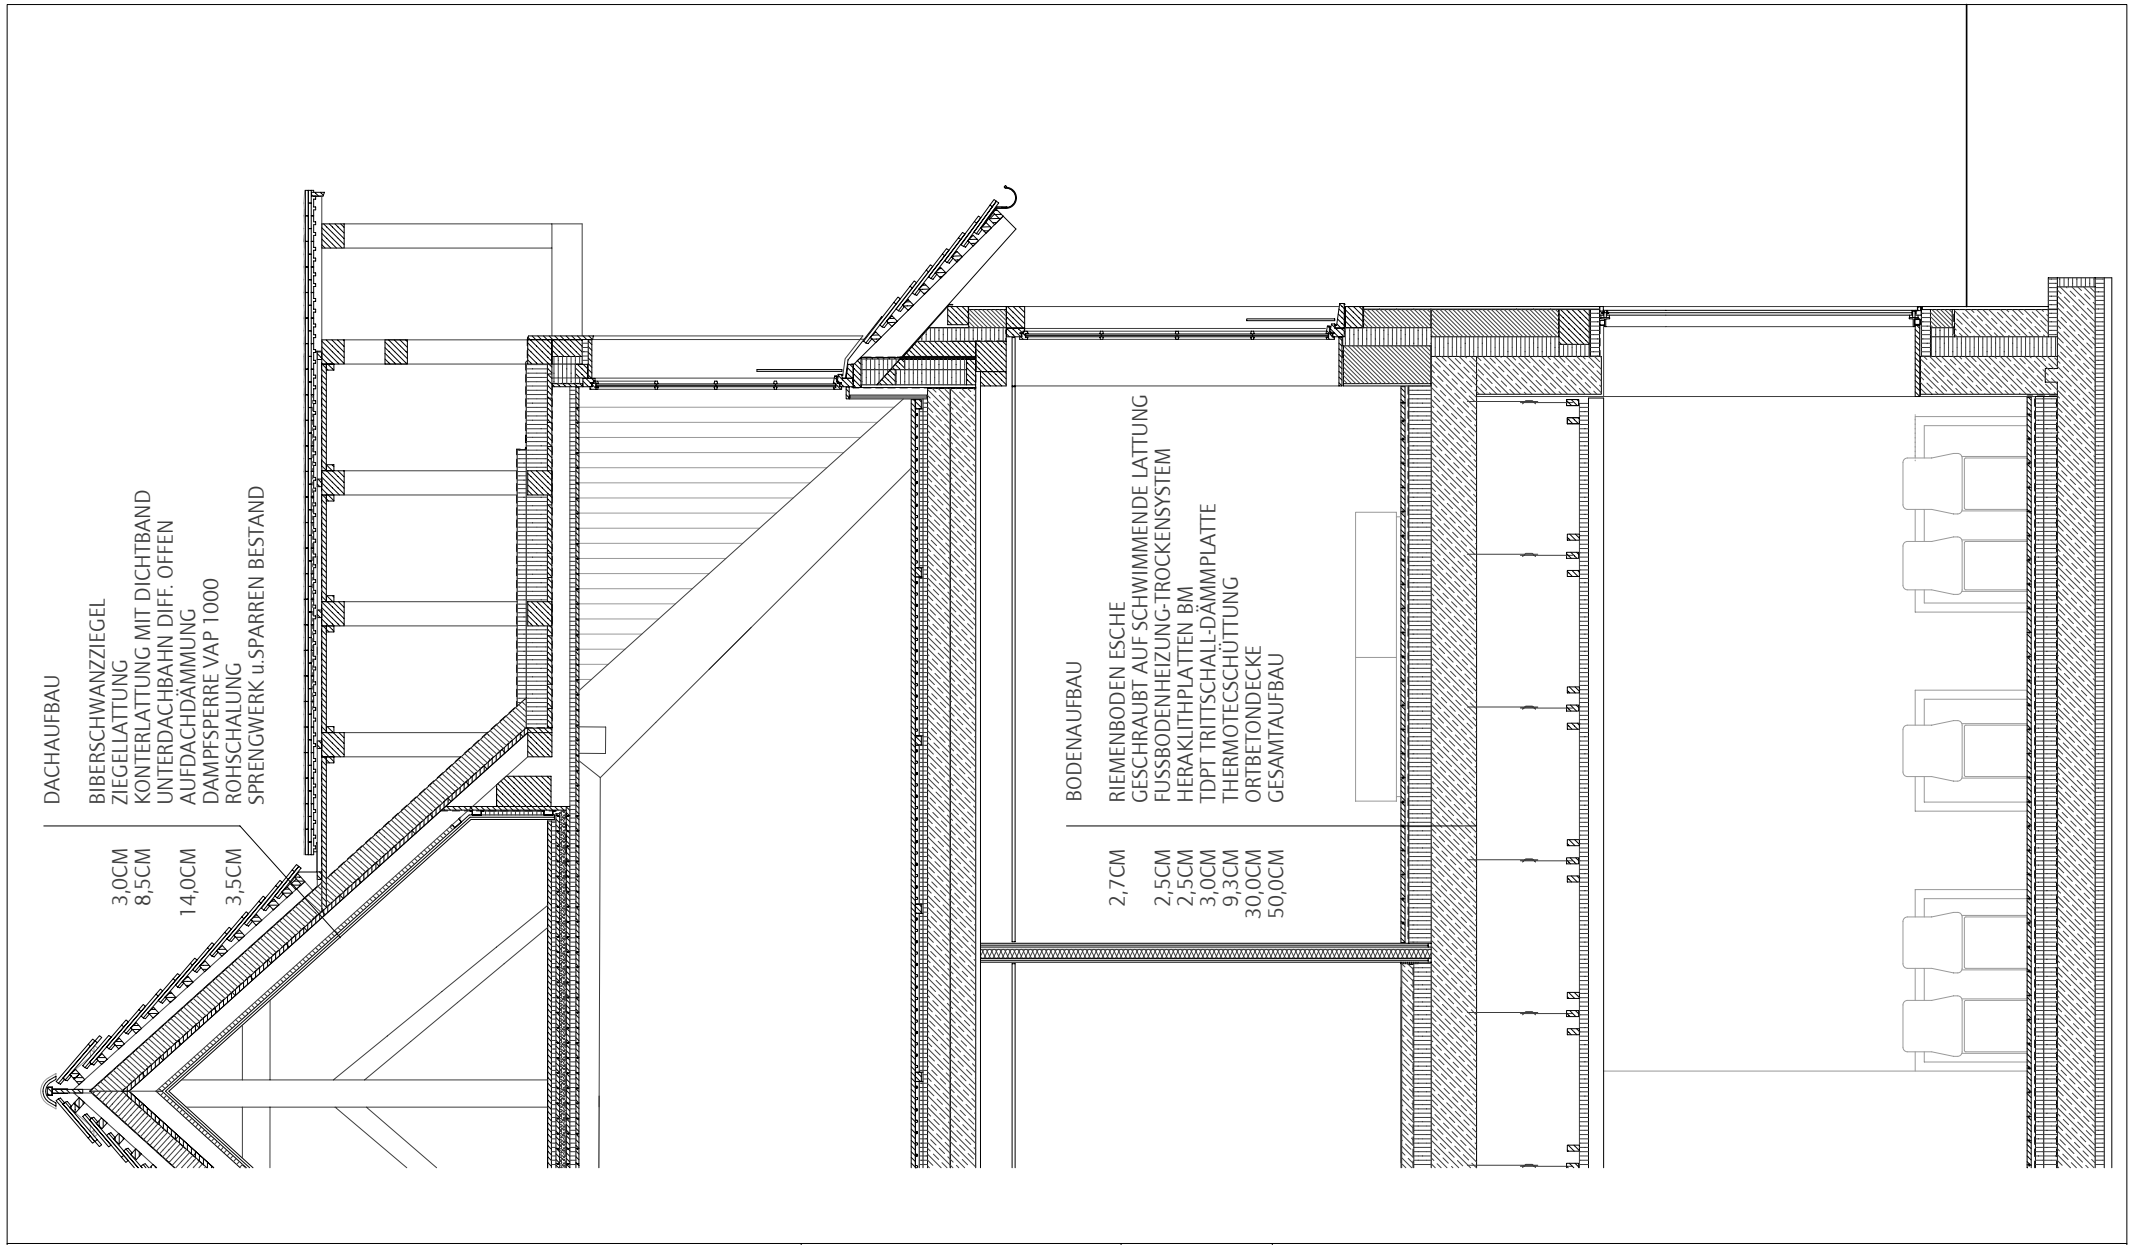 DACHAUFBAU
BIBERSCHWANZZIEGEL
3,0CM ZIEGELLATTUNG
8,5CM KONTERLATTUNG MIT DICHTBAND
UNTERDACHBAHN DIFF. OFFEN
14,0CM AUFDACHDÄMMUNG
DAMPFSPERRE VAP 1000
3,5CM ROHSCHALUNG
SPRENGWERK u.SPARREN BESTAND
BODENAUFBAU
2,7CM RIEMENBODEN ESCHE
GESCHRAUBT AUF SCHWIMMENDE LATTUNG
2,5CM FUSSBODENHEIZUNG-TROCKENSYSTEM
2,5CM HERAKLITHPLATTEN BM
3,0CM TDPT TRITTSCHALL-DÄMMPLATTE
9,3CM THERMOTECSCHÜTTUNG
30,0CM ORTBETONDECKE
50,0CM GESAMTAUFBAU